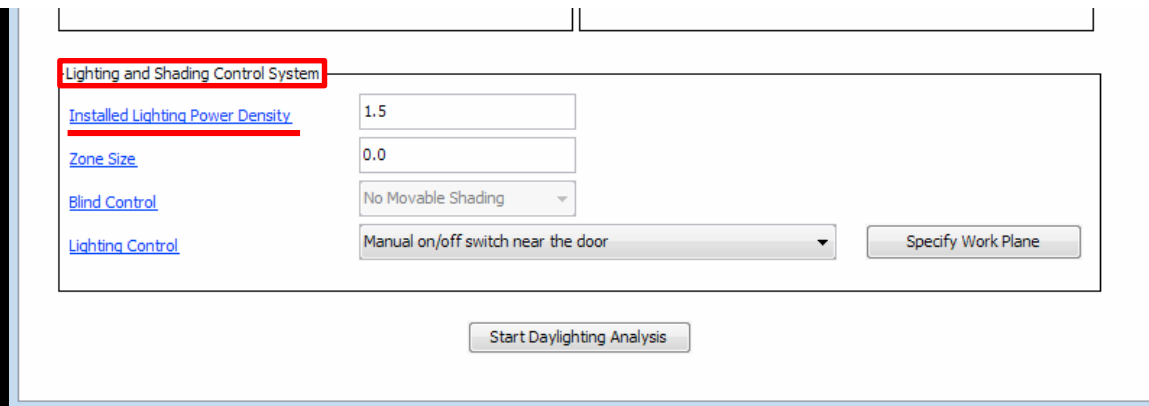 Lighting and Shading Control System
Installed Lighting Power Density 1.5
Zone Size 0.0
Blind Control No Movable Shading
Lighting Control Manual on/off switch near the door Specify Work Plane
Start Daylighting Analysis